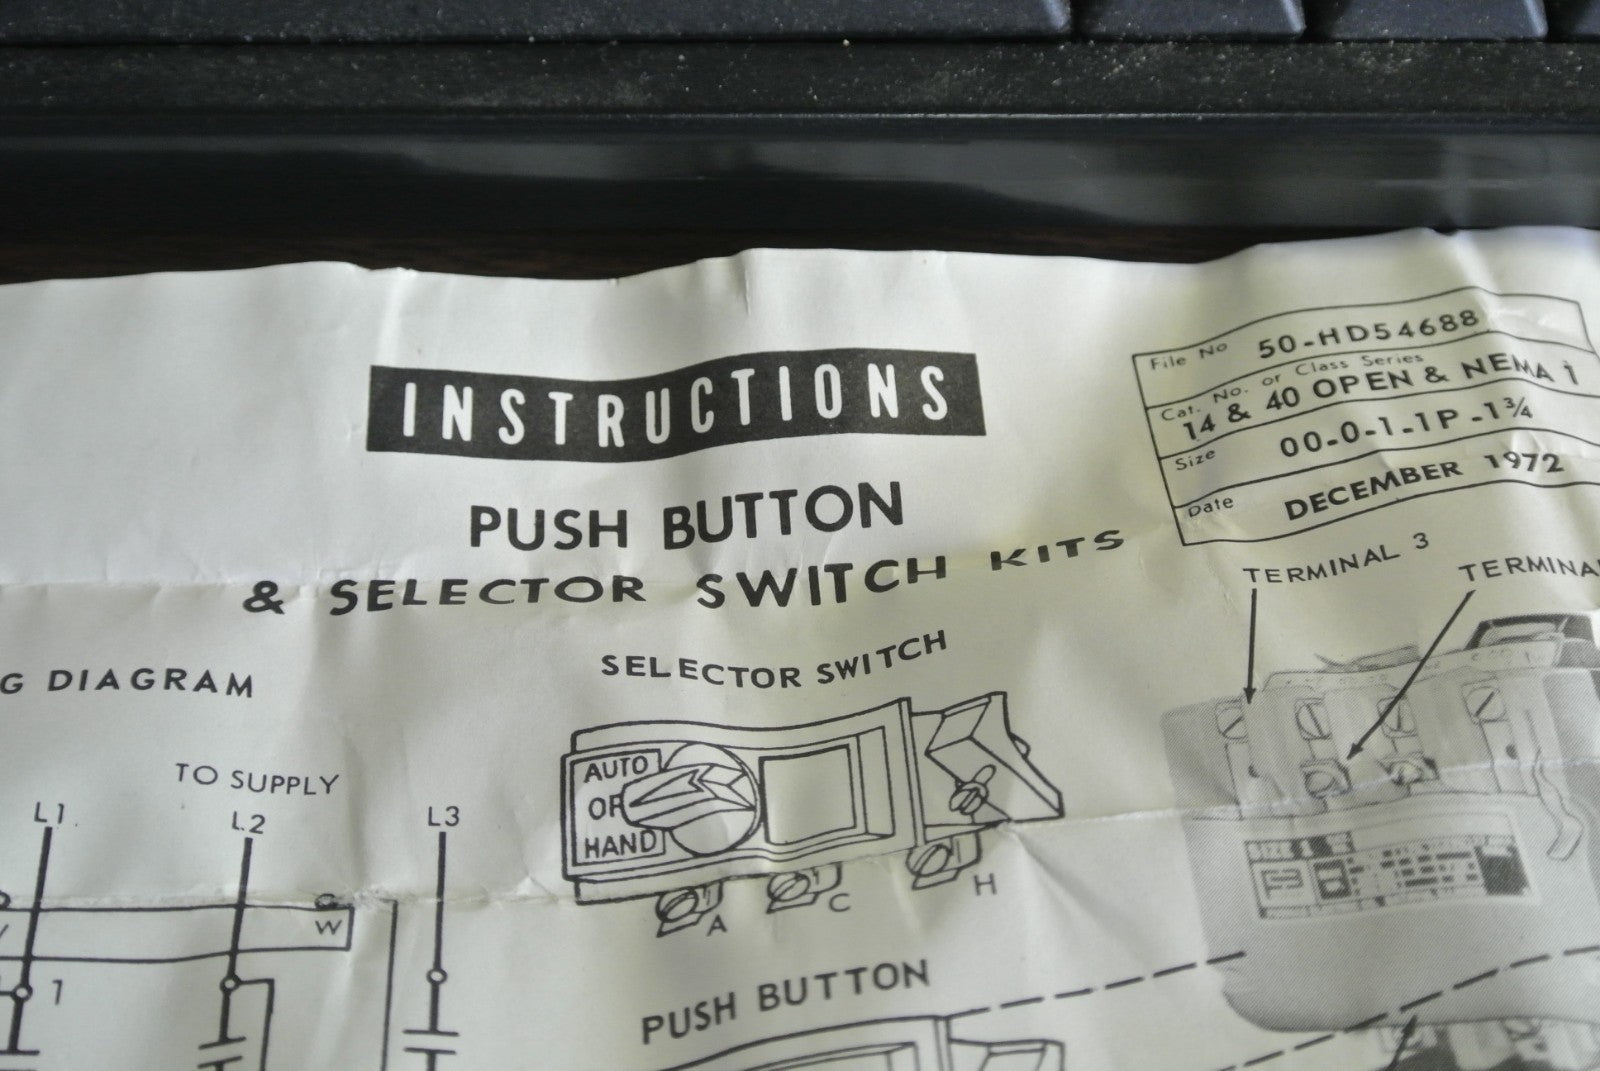 INSTRUCTIONS
PUSH BUTTON
& SELECTOR SWITCH KITS
File No 50-HD54688
Cat. No. or Class Series
14 & 40 OPEN & NEMA 1
Size 00-0-1-1P-1¾
Date DECEMBER 1972
TERMINAL 3
TERMINA
G DIAGRAM
SELECTOR SWITCH
TO SUPPLY
L1
L2
L3
AUTO
OF
HAND
A
C
H
W
1
PUSH BUTTON